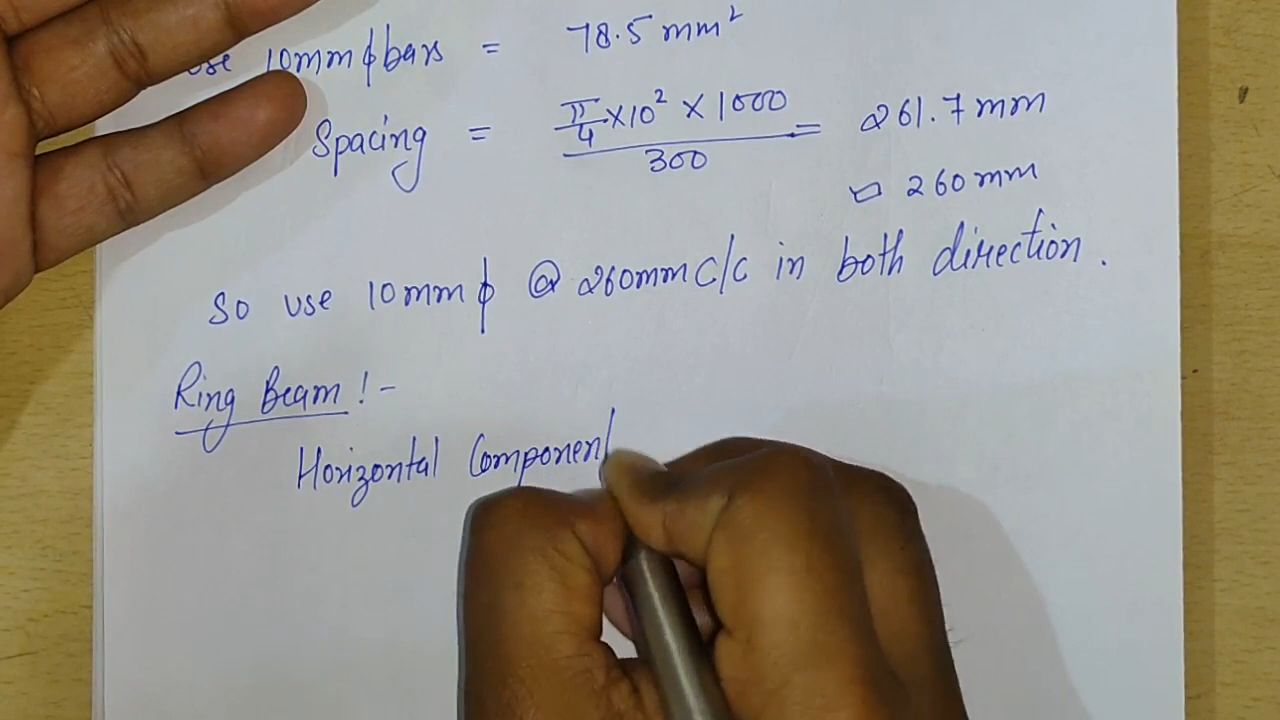 use 10mm ϕ bars = 78.5 mm²
Spacing = π/4 × 10² × 1000 / 300 = 261.7 mm
≈ 260 mm
So use 10mm ϕ @ 260mm C/C in both direction.
Ring Beam :-
Horizontal Component